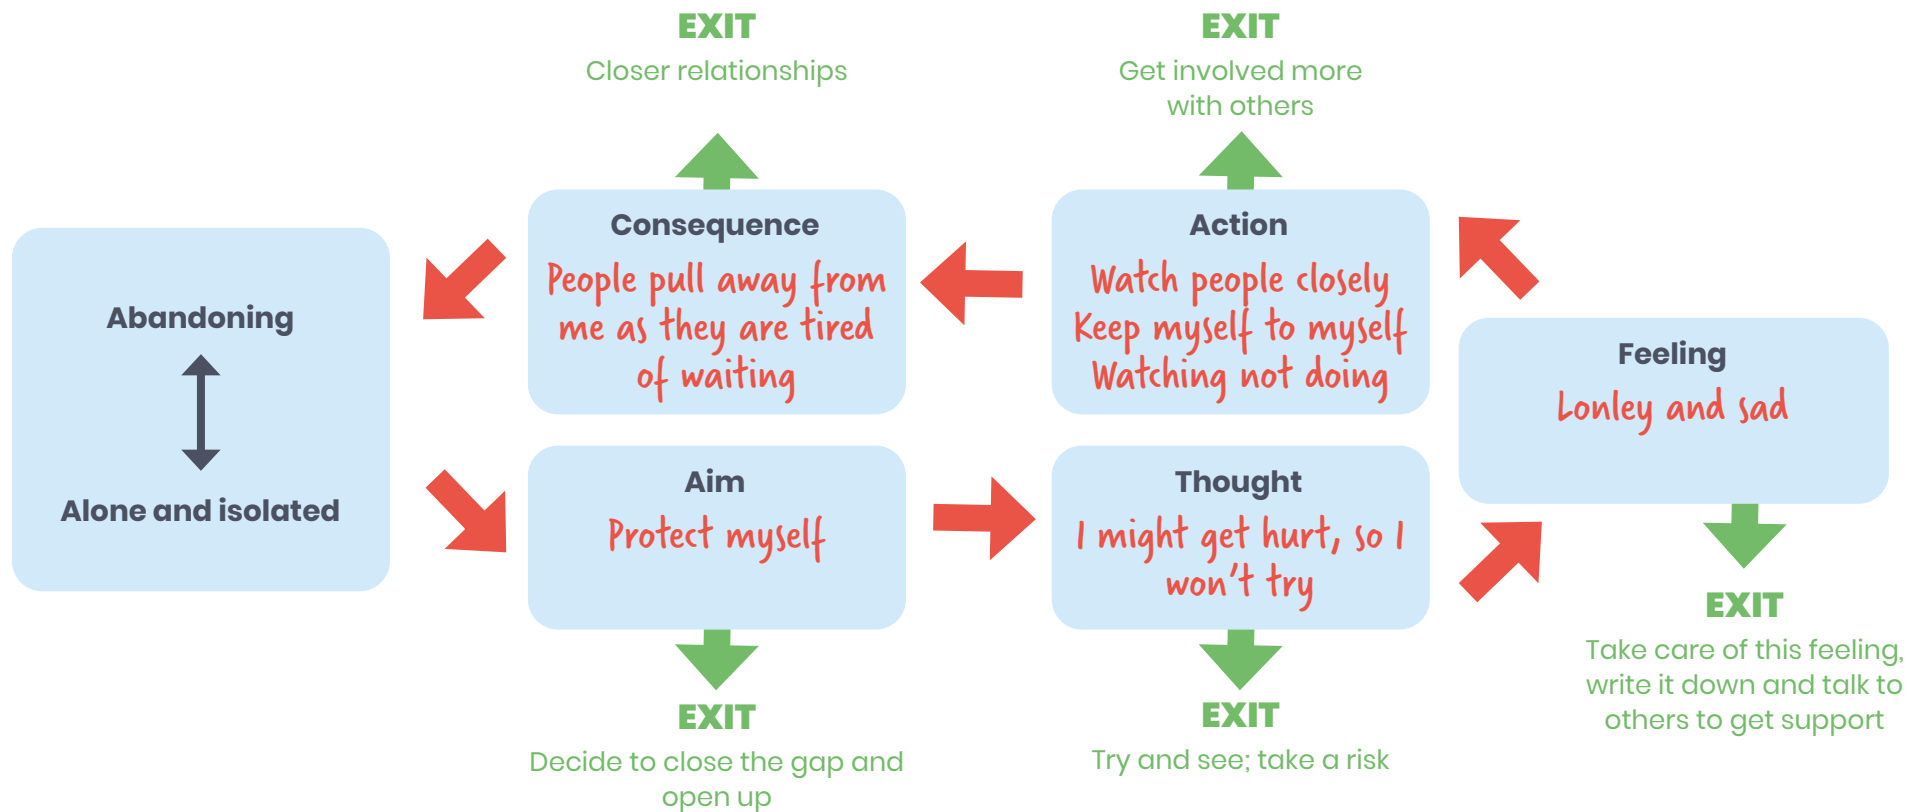 EXIT
Closer relationships
EXIT
Get involved more
with others
Abandoning
Alone and isolated
Consequence
People pull away from
me as they are tired
of waiting
Action
Watch people closely
Keep myself to myself
Watching not doing
Feeling
Lonley and sad
Aim
Protect myself
Thought
I might get hurt, so I
won't try
EXIT
Decide to close the gap and
open up
EXIT
Try and see; take a risk
EXIT
Take care of this feeling,
write it down and talk to
others to get support